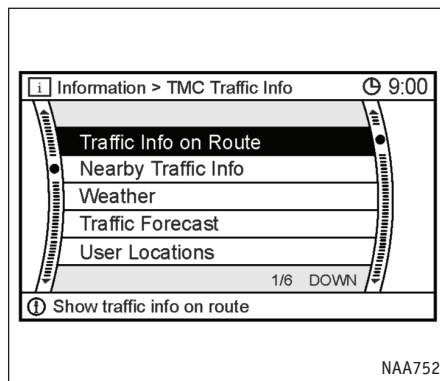 i Information > TMC Traffic Info 9:00
Traffic Info on Route
Nearby Traffic Info
Weather
Traffic Forecast
User Locations
1/6 DOWN
i Show traffic info on route
NAA752